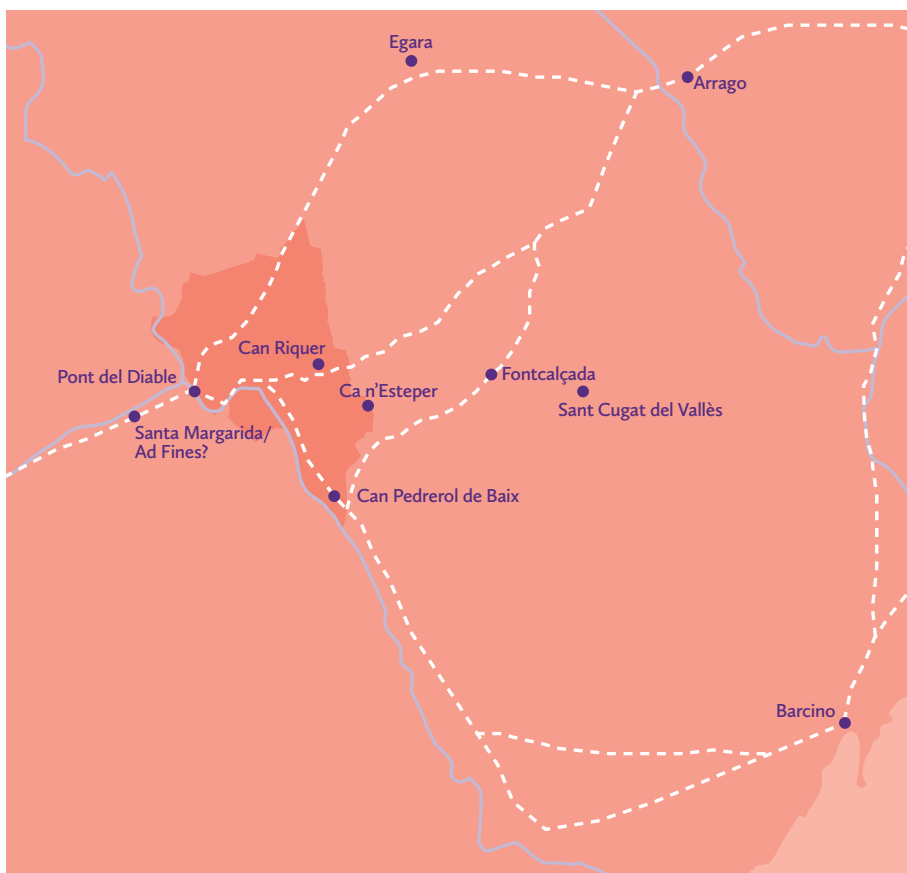 Egara
Arrago
Can Riquer
Pont del Diable
Fontcalçada
Ca n’Esteper
Sant Cugat del Vallès
Santa Margarida/
Ad Fines?
Can Pedrerol de Baix
Barcino